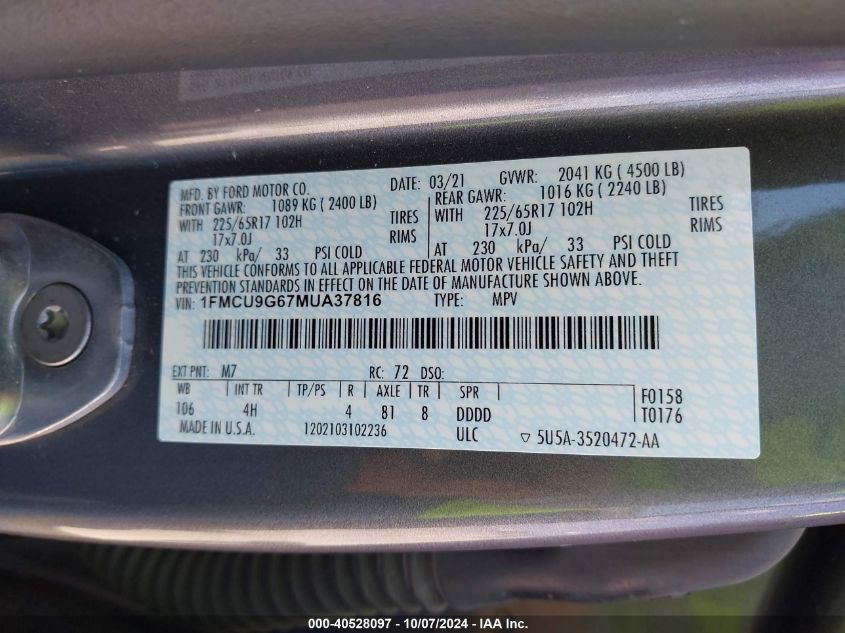 MFD. BY FORD MOTOR CO. DATE: 03/21 GVWR: 2041 KG ( 4500 LB)
FRONT GAWR: 1089 KG ( 2400 LB) REAR GAWR: 1016 KG ( 2240 LB)
WITH 225/65R17 102H TIRES WITH 225/65R17 102H TIRES
17x7.0J RIMS 17x7.0J RIMS
AT 230 kPa/ 33 PSI COLD AT 230 kPa/ 33 PSI COLD
THIS VEHICLE CONFORMS TO ALL APPLICABLE FEDERAL MOTOR VEHICLE SAFETY AND THEFT
PREVENTION STANDARDS IN EFFECT ON THE DATE OF MANUFACTURE SHOWN ABOVE.
VIN: 1FMCU9G67MUA37816 TYPE: MPV
EXT PNT: M7 RC: 72 DSO:
WB INT TR TP/PS R AXLE TR SPR F0158
106 4H 4 81 8 DDDD T0176
MADE IN U.S.A. 1202103102236 ULC ▽ 5U5A-3520472-AA
000-40528097 - 10/07/2024 - IAA Inc.